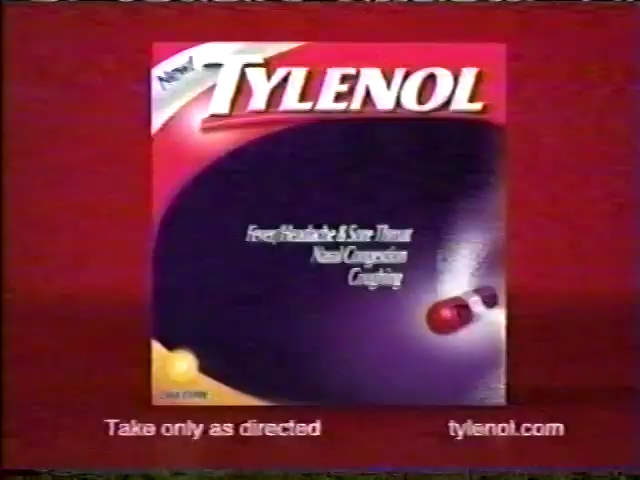 New!
TYLENOL
Fever/Headache & Sore Throat
Nasal Congestion
Coughing
Take only as directed
tylenol.com